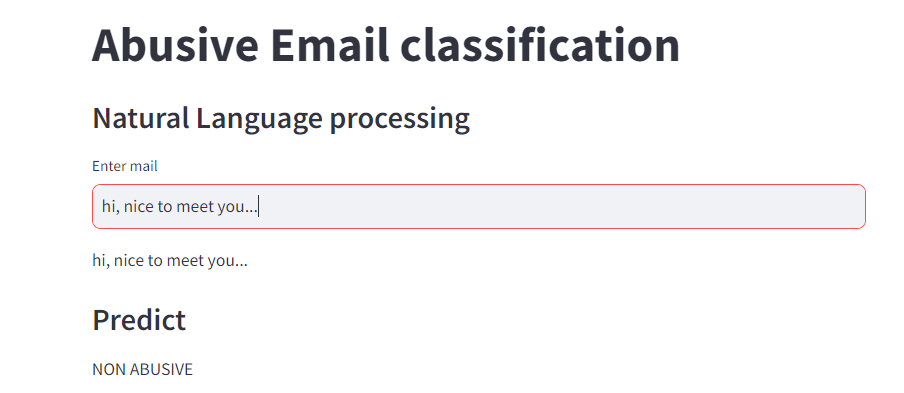 Abusive Email classification
Natural Language processing
Enter mail
hi, nice to meet you...
hi, nice to meet you...
Predict
NON ABUSIVE